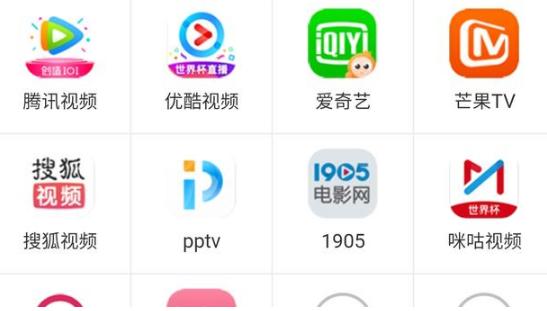 创造101
世界杯直播
iQIYI
腾讯视频
优酷视频
爱奇艺
芒果TV
搜狐
视频
1905
电影网
世界杯
搜狐视频
pptv
1905
咪咕视频